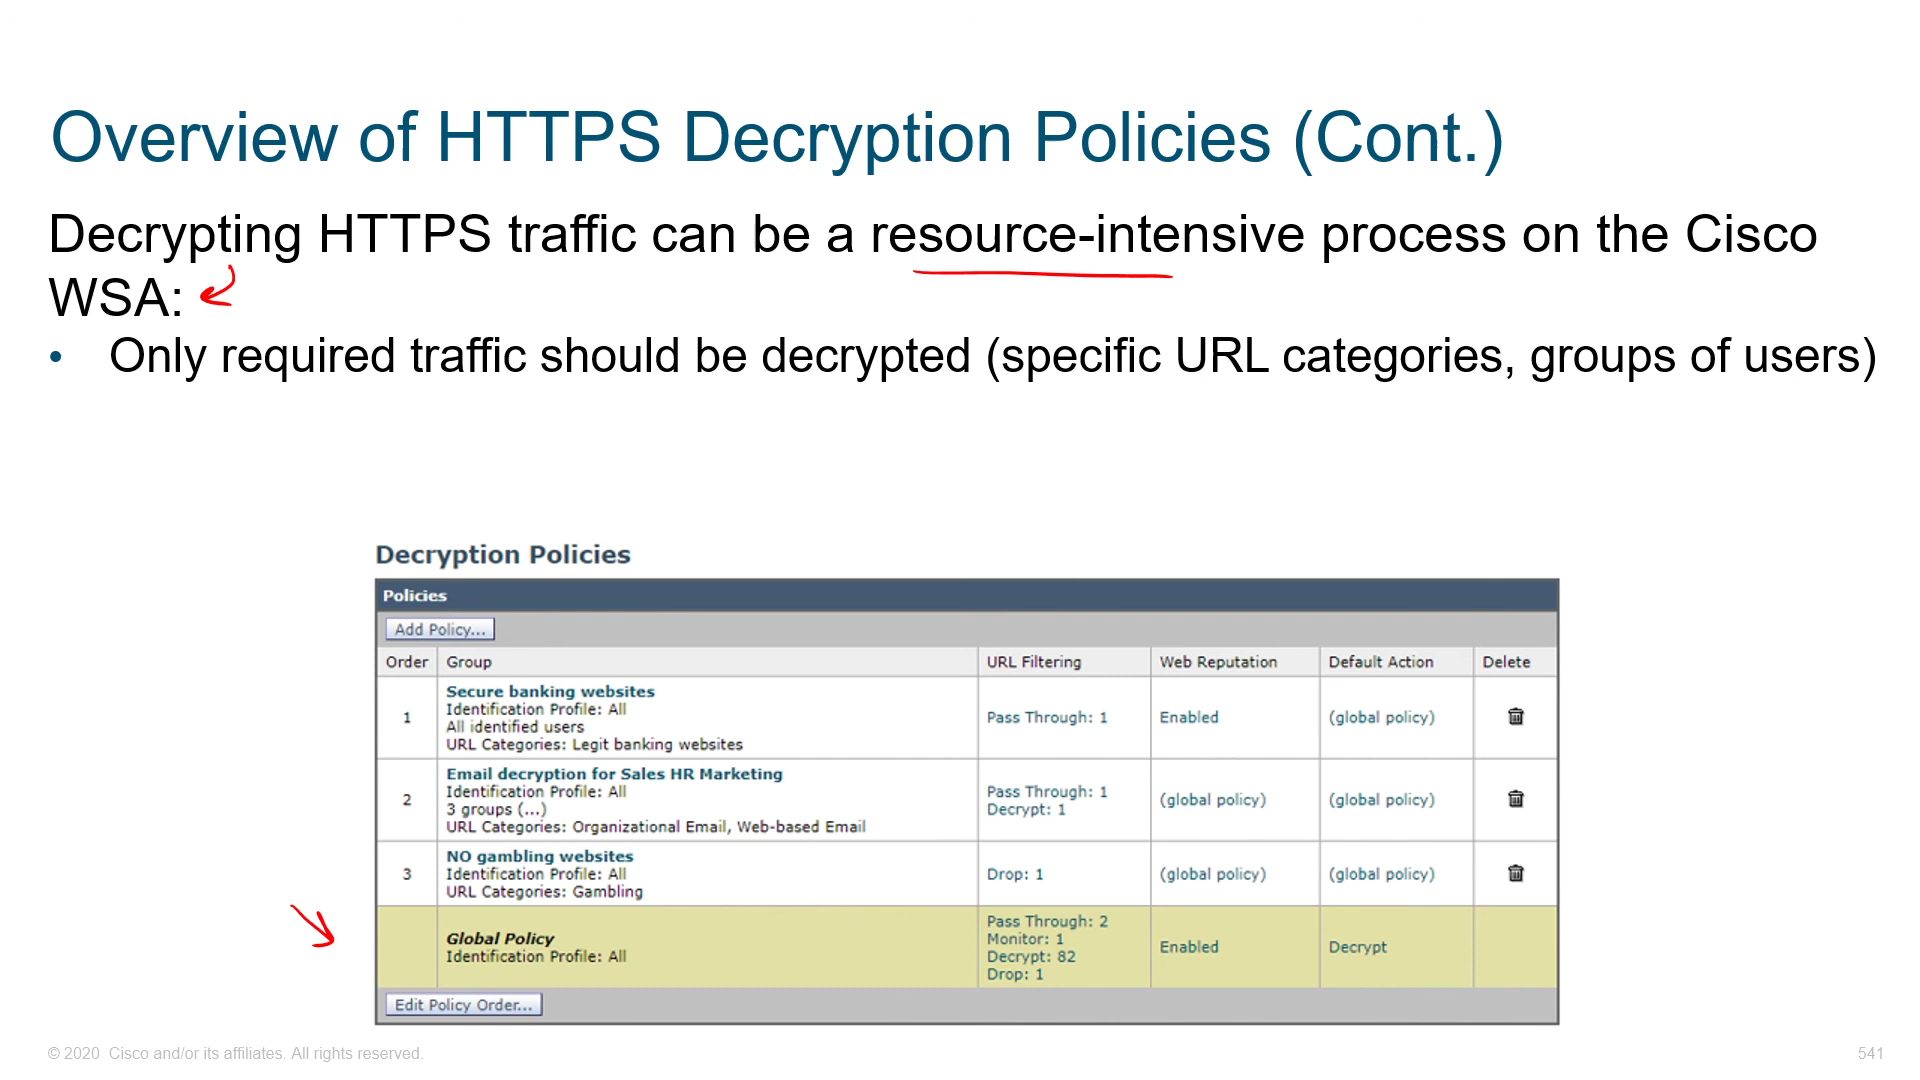 Overview of HTTPS Decryption Policies (Cont.)
Decrypting HTTPS traffic can be a resource-intensive process on the Cisco
WSA:
• Only required traffic should be decrypted (specific URL categories, groups of users)
Decryption Policies
Policies
Add Policy...
Order Group URL Filtering Web Reputation Default Action Delete
1
Secure banking websites
Identification Profile: All
All identified users
URL Categories: Legit banking websites
Pass Through: 1
Enabled
(global policy)
2
Email decryption for Sales HR Marketing
Identification Profile: All
3 groups (...)
URL Categories: Organizational Email, Web-based Email
Pass Through: 1
Decrypt: 1
(global policy)
(global policy)
3
NO gambling websites
Identification Profile: All
URL Categories: Gambling
Drop: 1
(global policy)
(global policy)
Global Policy
Identification Profile: All
Pass Through: 2
Monitor: 1
Decrypt: 82
Drop: 1
Enabled
Decrypt
Edit Policy Order...
© 2020 Cisco and/or its affiliates. All rights reserved.
541